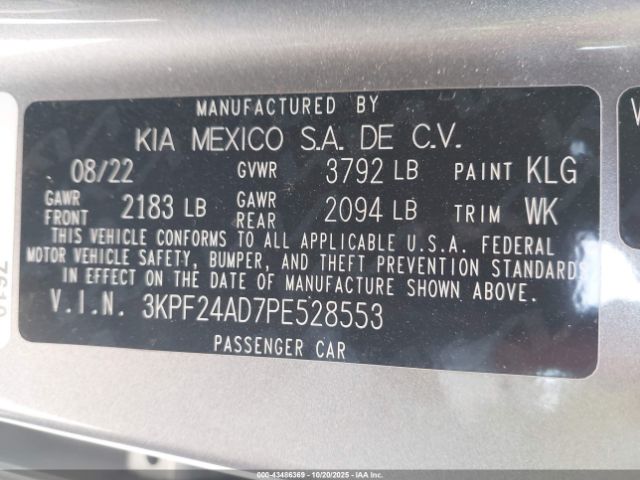 MANUFACTURED BY
KIA MEXICO S.A. DE C.V.
08/22 GVWR 3792 LB PAINT KLG
GAWR FRONT 2183 LB GAWR REAR 2094 LB TRIM WK
THIS VEHICLE CONFORMS TO ALL APPLICABLE U.S.A. FEDERAL
MOTOR VEHICLE SAFETY, BUMPER, AND THEFT PREVENTION STANDARDS
IN EFFECT ON THE DATE OF MANUFACTURE SHOWN ABOVE.
V.I.N. 3KPF24AD7PE528553
PASSENGER CAR
000-43486369 - 10/20/2025 - IAAI.COM